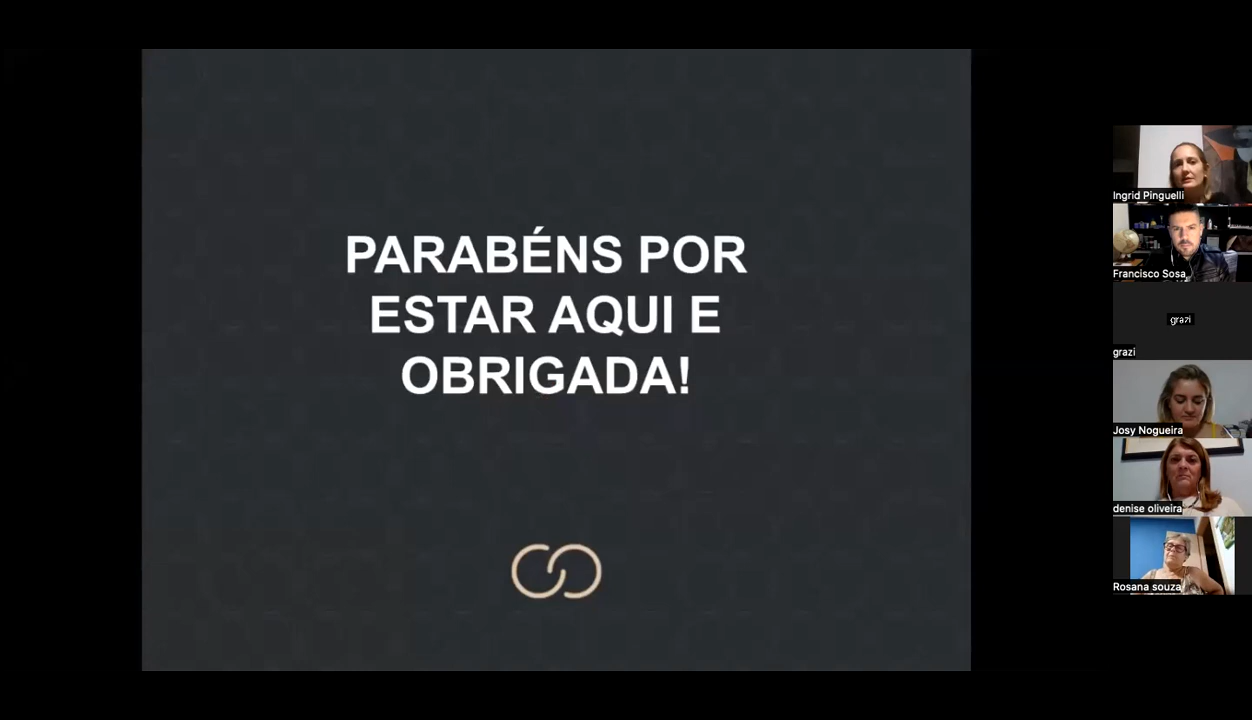 PARABÉNS POR
ESTAR AQUI E
OBRIGADA!
Ingrid Pinguelli
Francisco Sosa
grazi
grazi
Josy Nogueira
denise oliveira
Rosana souza